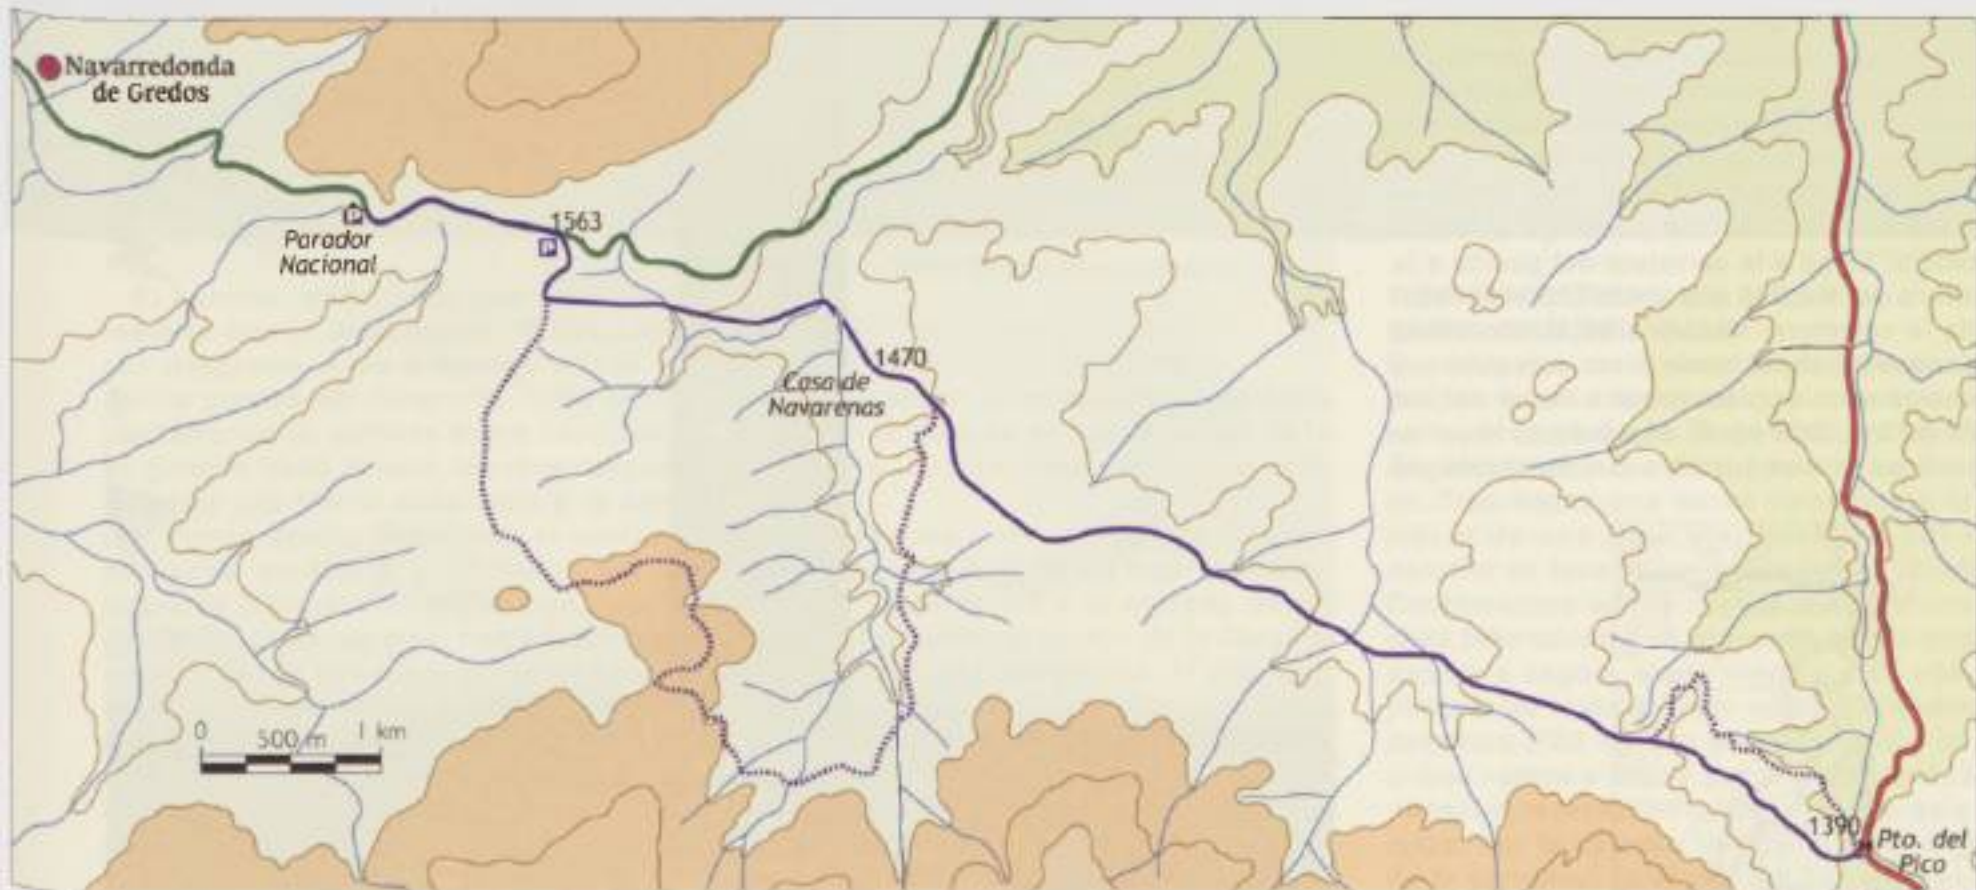 Navarredonda
de Gredos
1563
P
Parador
Nacional
1470
Casa de
Navarenas
0 500 m 1 km
1390
Pto. del
Pico